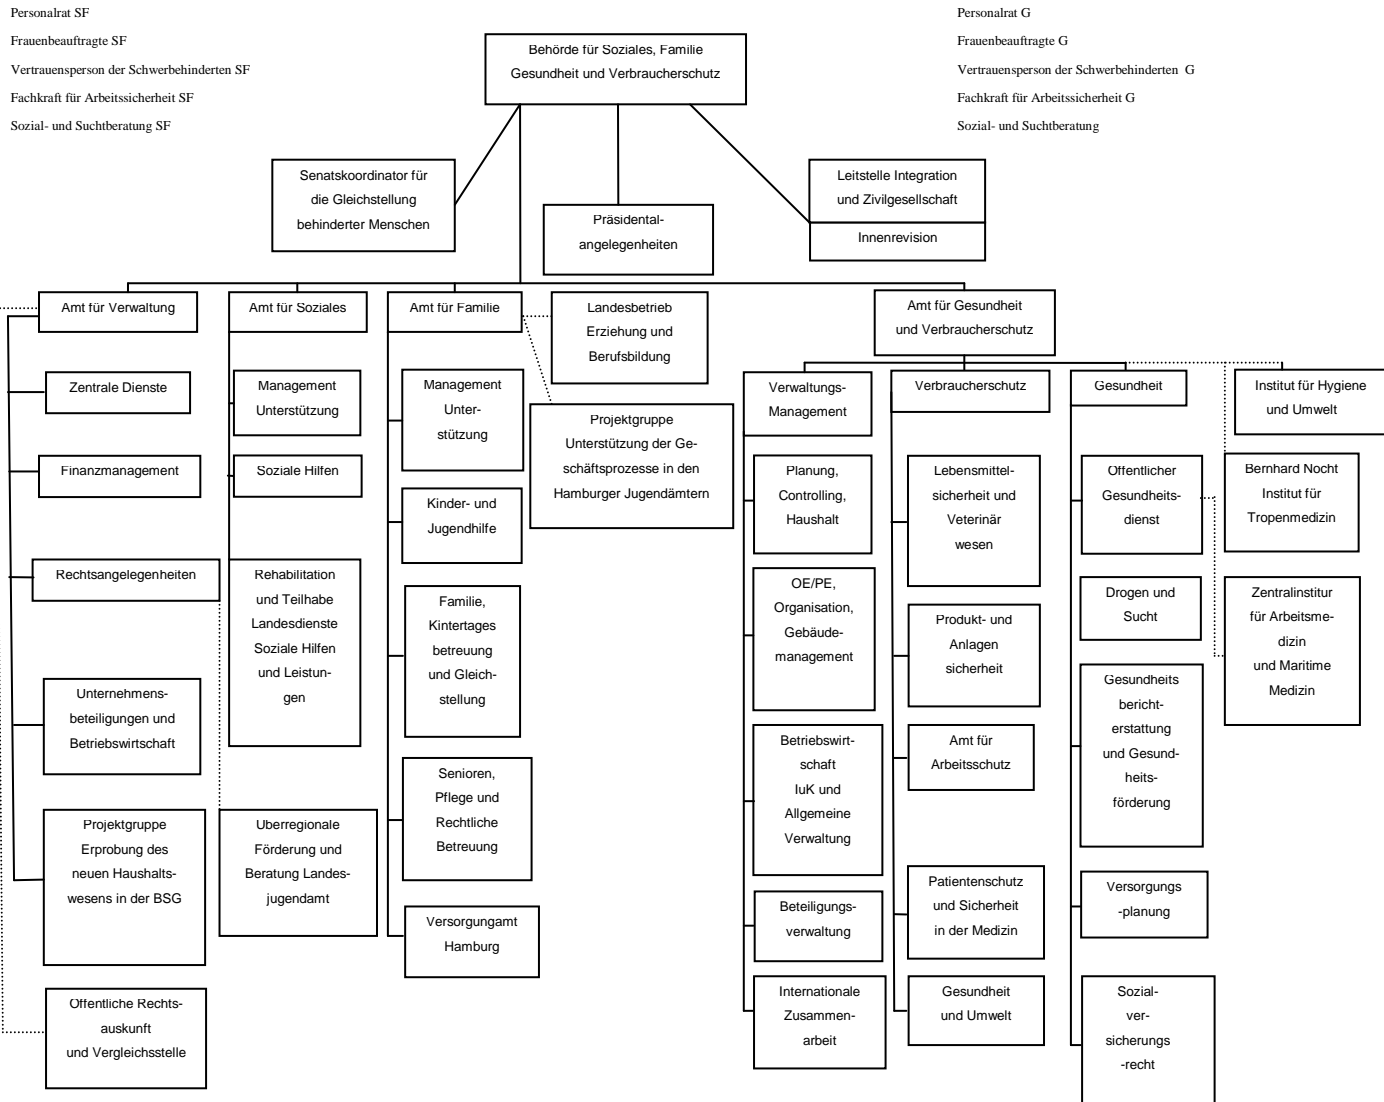 Personalrat SF
Frauenbeauftragte SF
Vertrauensperson der Schwerbehinderten SF
Fachkraft für Arbeitssicherheit SF
Sozial- und Suchtberatung SF
Personalrat G
Frauenbeauftragte G
Vertrauensperson der Schwerbehinderten G
Fachkraft für Arbeitssicherheit G
Sozial- und Suchtberatung
Behörde für Soziales, Familie
Gesundheit und Verbraucherschutz
Senatskoordinator für
die Gleichstellung
behinderter Menschen
Präsidental-
angelegenheiten
Leitstelle Integration
und Zivilgesellschaft
Innenrevision
Amt für Verwaltung
Amt für Soziales
Amt für Familie
Landesbetrieb
Erziehung und
Berufsbildung
Amt für Gesundheit
und Verbraucherschutz
Zentrale Dienste
Finanzmanagement
Rechtsangelegenheiten
Unternehmens-
beteiligungen und
Betriebswirtschaft
Projektgruppe
Erprobung des
neuen Haushalts-
wesens in der BSG
Öffentliche Rechts-
auskunft
und Vergleichsstelle
Management
Unterstützung
Soziale Hilfen
Rehabilitation
und Teilhabe
Landesdienste
Soziale Hilfen
und Leistun-
gen
Überregionale
Förderung und
Beratung Landes-
jugendamt
Management
Unter-
stützung
Kinder- und
Jugendhilfe
Familie,
Kintertages
betreuung
und Gleich-
stellung
Senioren,
Pflege und
Rechtliche
Betreuung
Versorgungamt
Hamburg
Projektgruppe
Unterstützung der Ge-
schäftsprozesse in den
Hamburger Jugendämtern
Verwaltungs-
Management
Planung,
Controlling,
Haushalt
OE/PE,
Organisation,
Gebäude-
management
Betriebswirt-
schaft
IuK und
Allgemeine
Verwaltung
Beteiligungs-
verwaltung
Internationale
Zusammen-
arbeit
Verbraucherschutz
Lebensmittel-
sicherheit und
Veterinär
wesen
Produkt- und
Anlagen
sicherheit
Amt für
Arbeitsschutz
Patientenschutz
und Sicherheit
in der Medizin
Gesundheit
und Umwelt
Gesundheit
Öffentlicher
Gesundheits-
dienst
Drogen und
Sucht
Gesundheits
bericht-
erstattung
und Gesund-
heits-
förderung
Versorgungs
-planung
Sozial-
ver-
sicherungs
-recht
Institut für Hygiene
und Umwelt
Bernhard Nocht
Institut für
Tropenmedizin
Zentralinstitur
für Arbeitsme-
dizin
und Maritime
Medizin